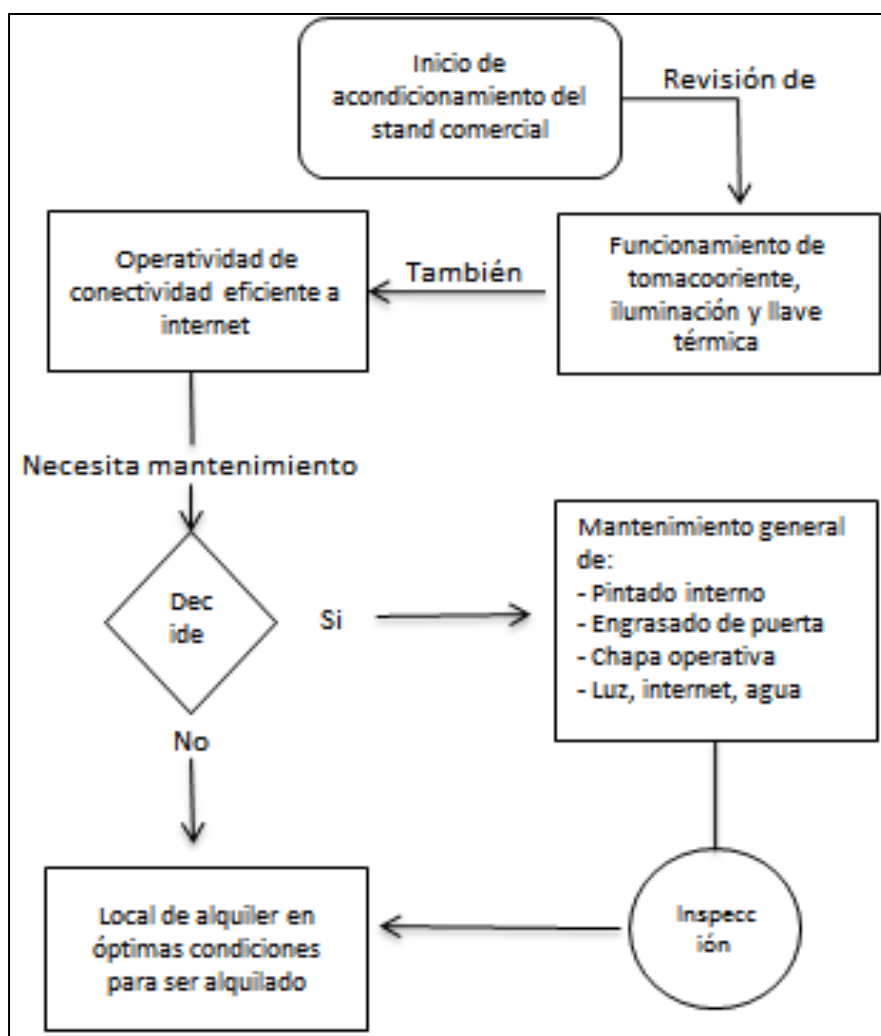 Inicio de
acondicionamiento del
stand comercial
Revisión de
Funcionamiento de
tomacooriente,
iluminación y llave
térmica
También
Operatividad de
conectividad eficiente a
internet
Necesita mantenimiento
Dec
ide
Si
Mantenimiento general
de:
- Pintado interno
- Engrasado de puerta
- Chapa operativa
- Luz, internet, agua
No
Inspecc
ión
Local de alquiler en
óptimas condiciones
para ser alquilado